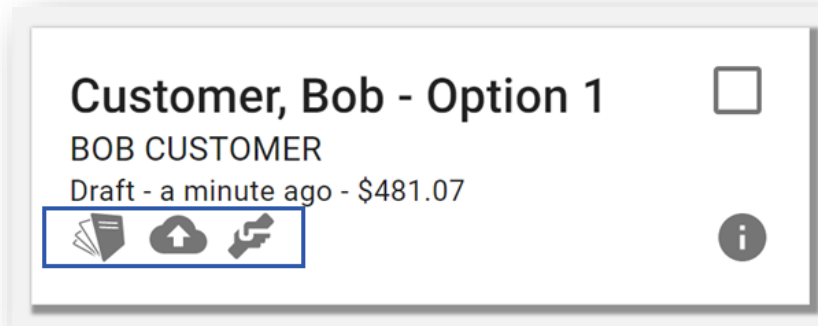 Customer, Bob - Option 1
BOB CUSTOMER
Draft - a minute ago - $481.07